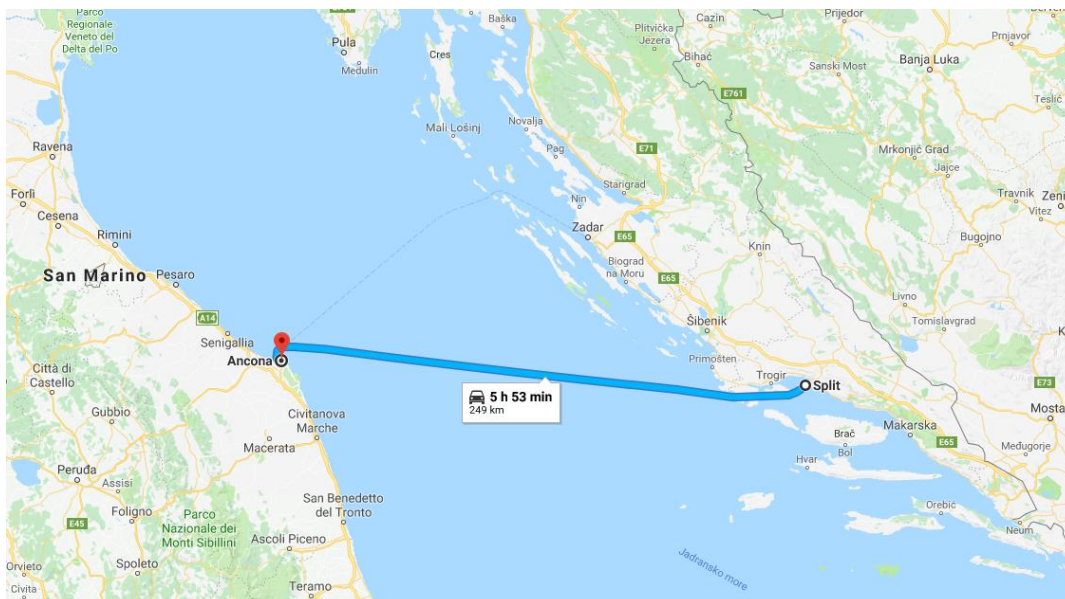 Parco
Regionale
Veneto del
Delta del Po
Pula
Medulin
Cres
Baška
Mali Lošinj
Novalja
Pag
Plitvička
Jezera
Cazin
Bihać
Prijedor
Sanski Most
Banja Luka
Prnjavor
Teslić
E761
E71
Mrkonjić Grad
Jajce
Travnik
Zeni
Vitez
Bugojno
Ravena
Forlì
Cesena
Rimini
San Marino
Pesaro
A14
Senigallia
Ancona
Starigrad
Nin
Zadar
E65
Biograd
na Moru
E65
Knin
Šibenik
Primošten
Trogir
Split
Livno
Tomislavgrad
K
E73
Mosta
Međugorje
Makarska
E65
Brač
Bol
Hvar
Orebić
Neum
5 h 53 min
249 km
Città di
Castello
Gubbio
Civitanova
Marche
Macerata
Peruđa
Assisi
Foligno
E45
Parco
Nazionale dei
Monti Sibillini
San Benedetto
del Tronto
Ascoli Piceno
Orvieto
Spoleto
Civita
Teramo
Jadransko more